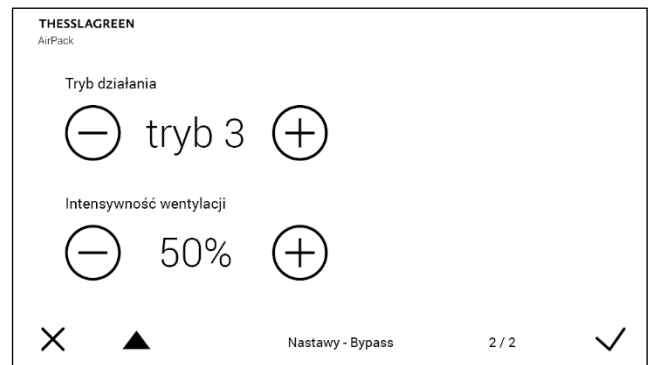 THESSLAGREEN
AirPack
Tryb działania
tryb 3
Intensywność wentylacji
50%
Nastawy - Bypass 2 / 2